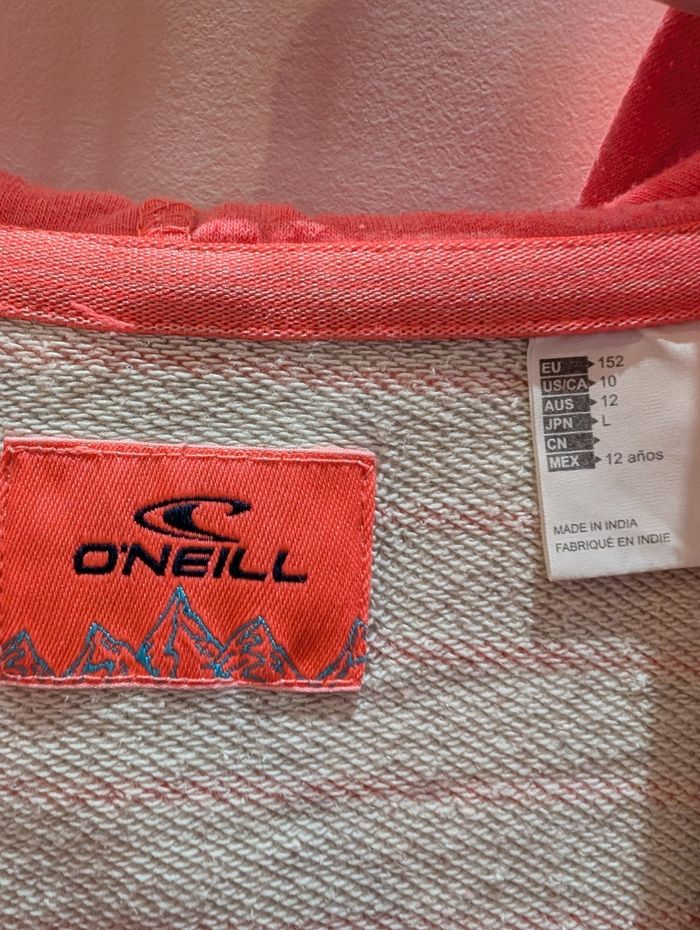 O'NEILL
EU 152
US/CA 10
AUS 12
JPN L
CN
MEX 12 años
MADE IN INDIA
FABRIQUÉ EN INDIE